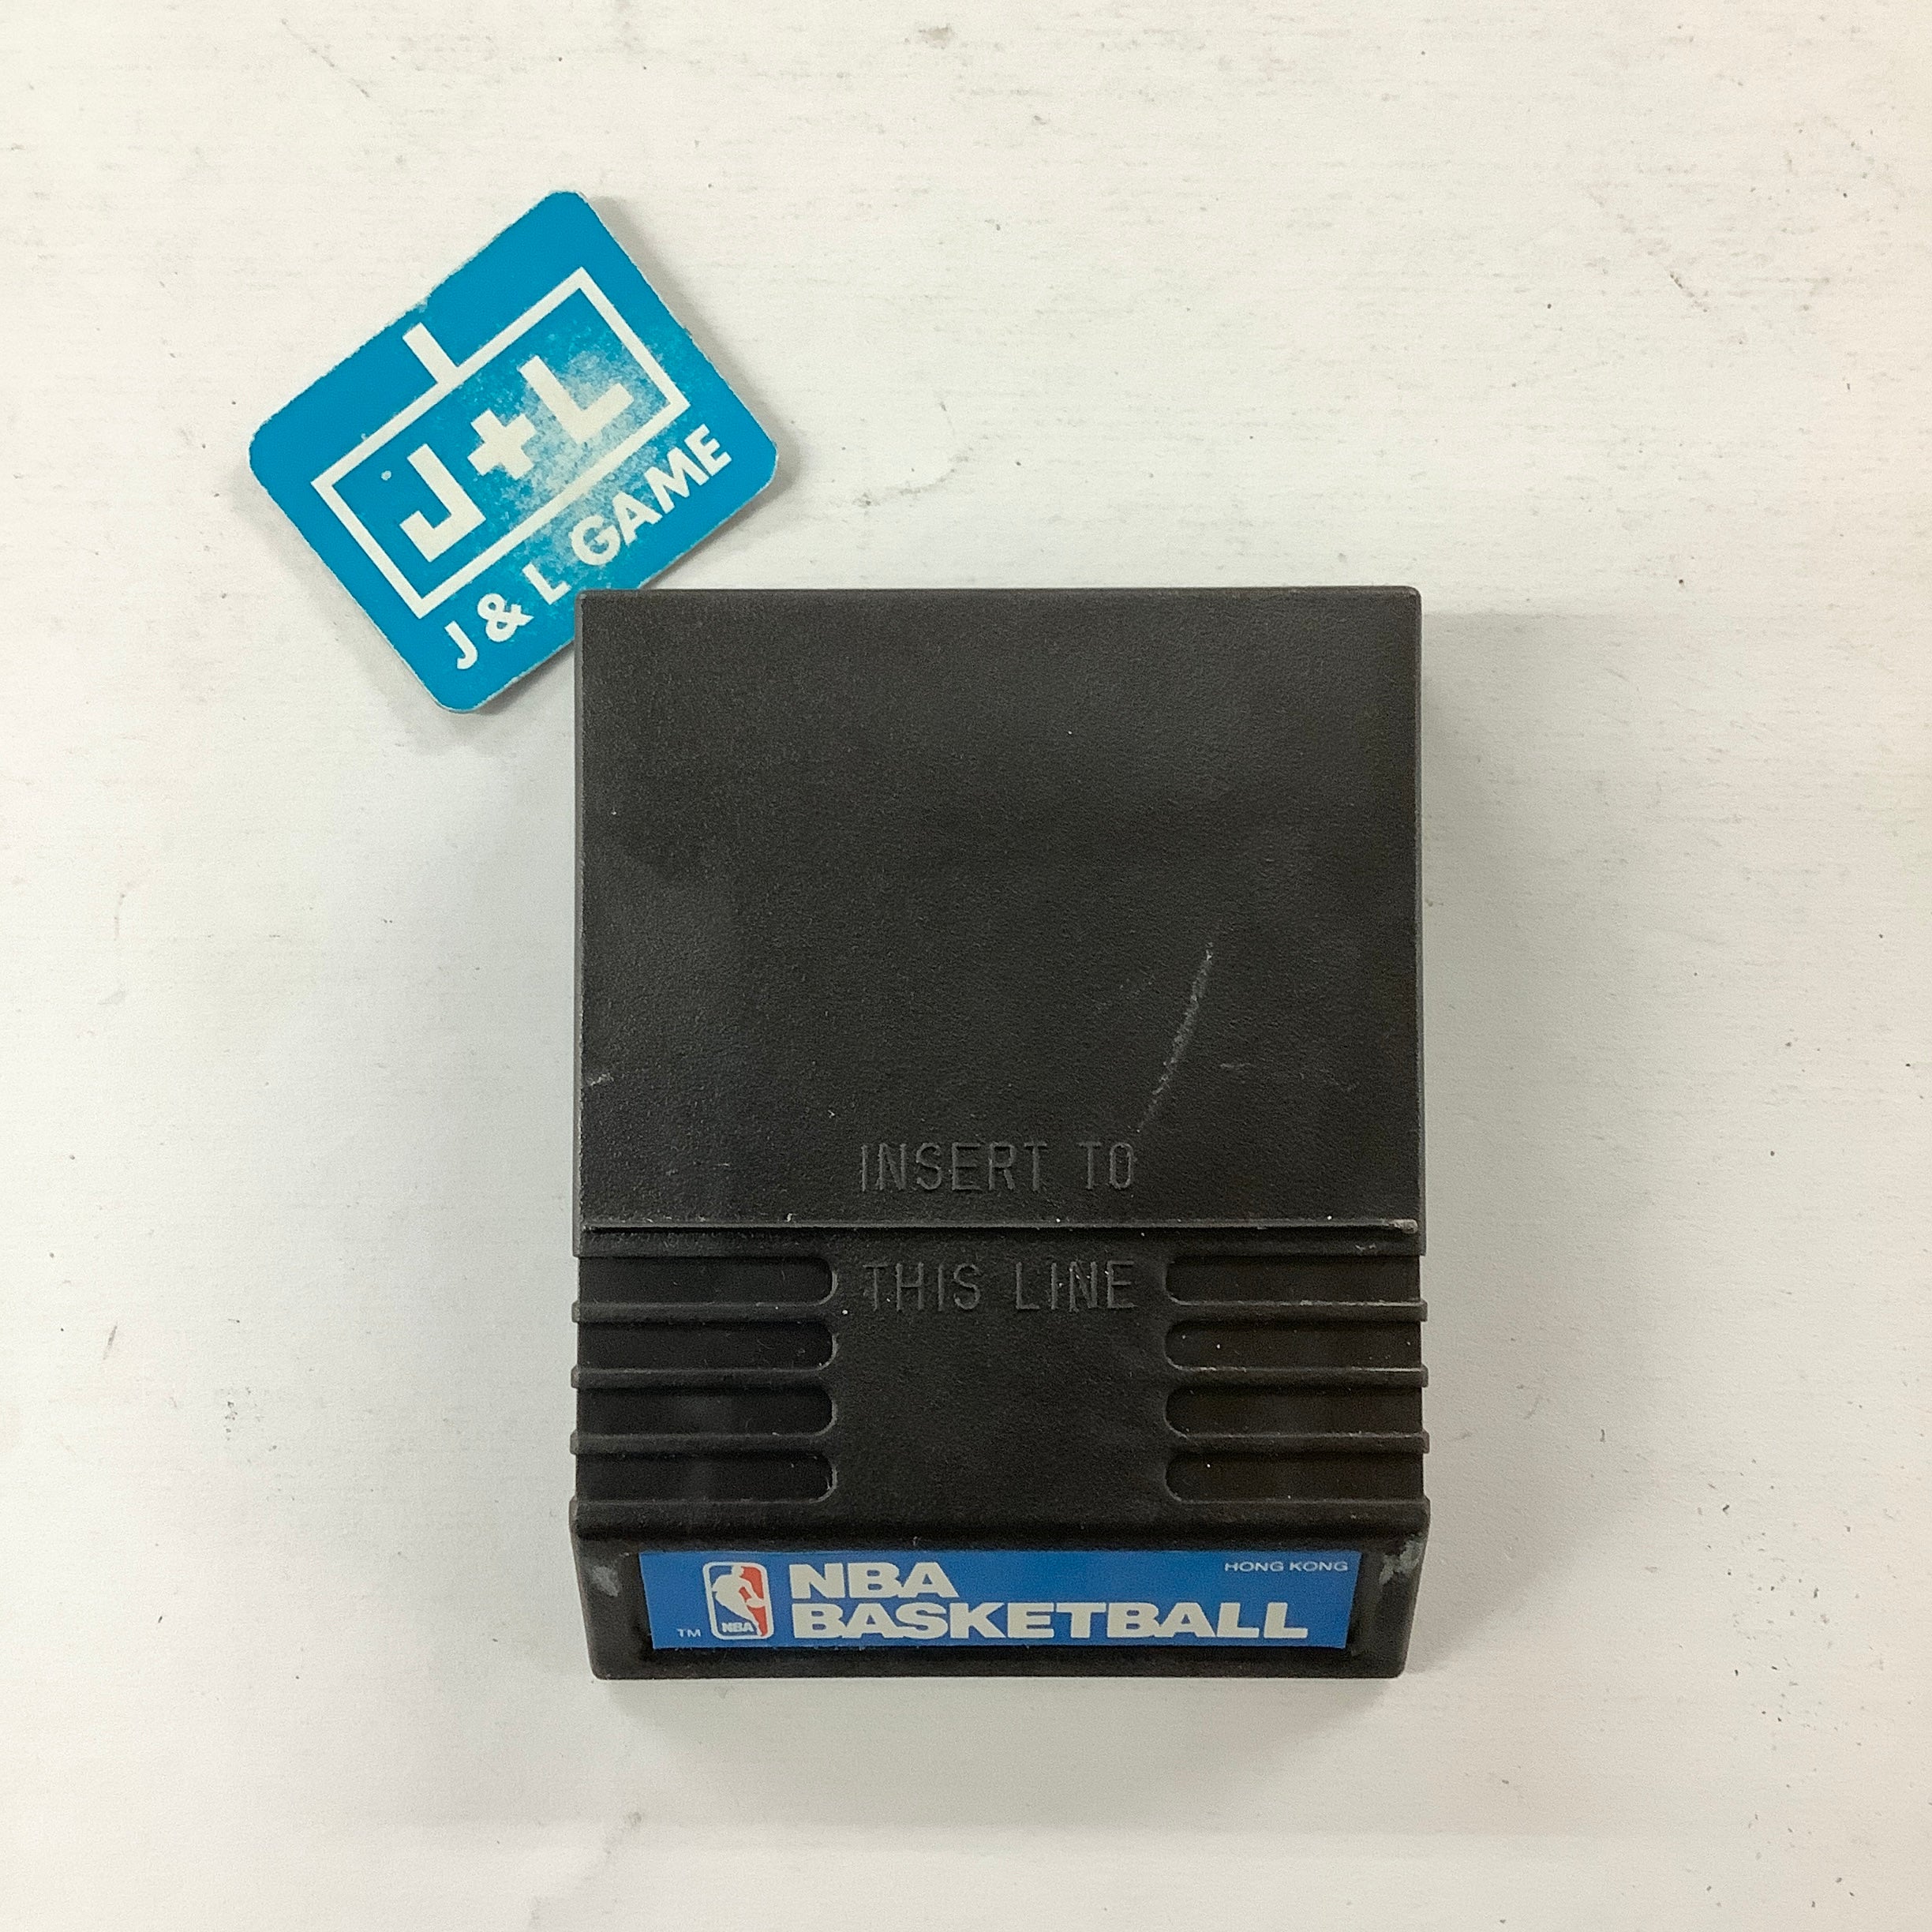 J+L
J & L GAME
INSERT TO
THIS LINE
NBA
BASKETBALL
HONG KONG
TM
NBA